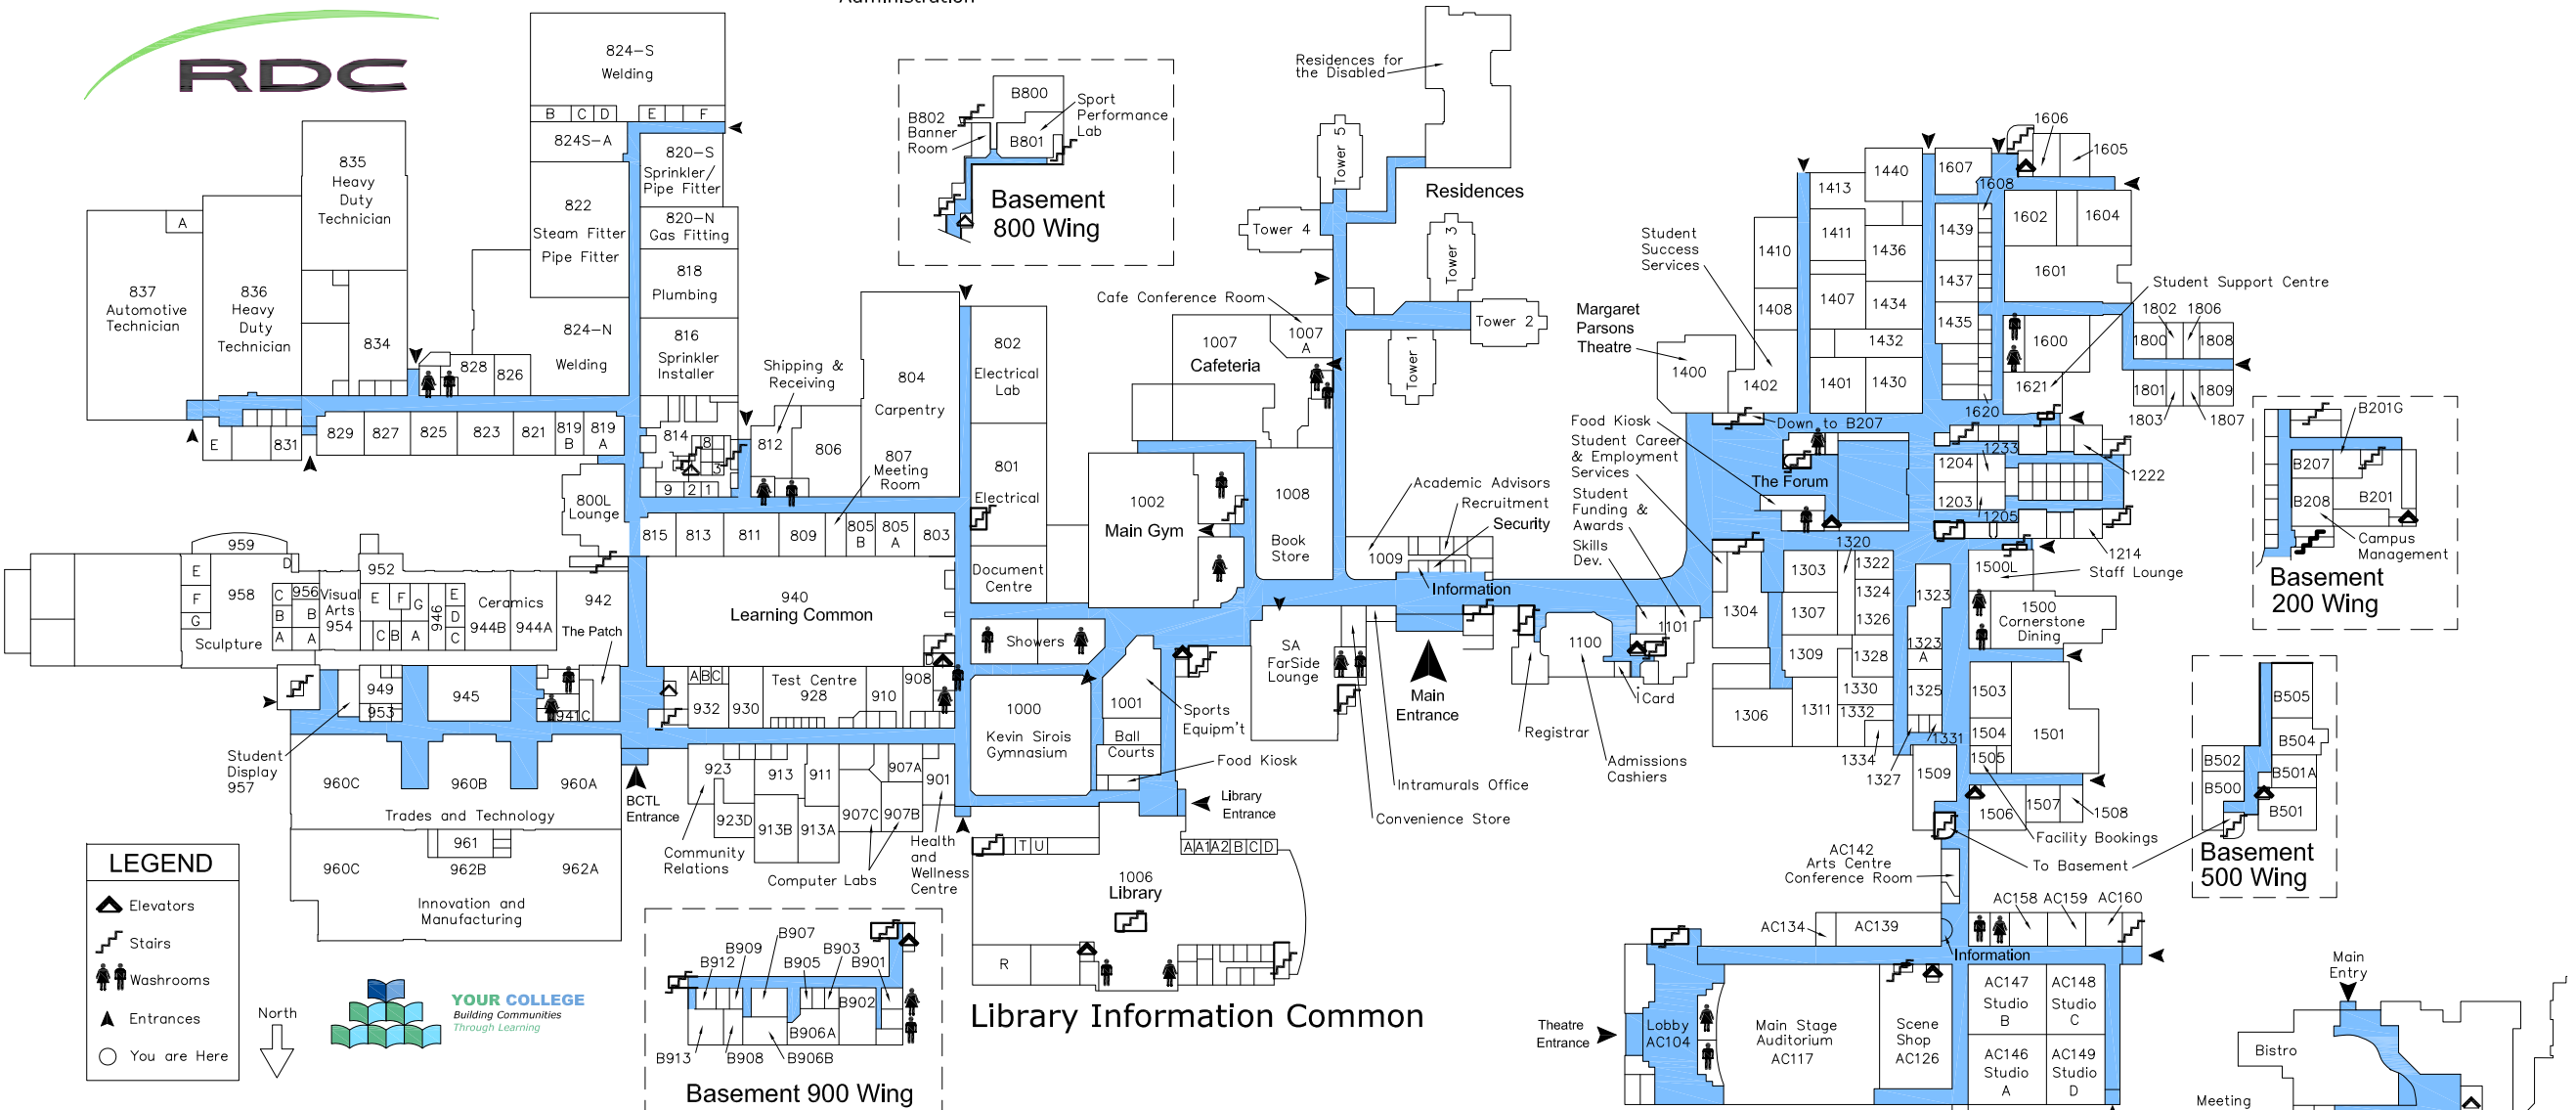 Administration
RDC
824-S
Welding
B
C
D
E
F
824S-A
820-S
Sprinkler/
Pipe Fitter
822
Steam Fitter
Pipe Fitter
820-N
Gas Fitting
818
Plumbing
824-N
Welding
816
Sprinkler
Installer
835
Heavy
Duty
Technician
A
837
Automotive
Technician
836
Heavy
Duty
Technician
834
828
826
E
831
829
827
825
823
821
819
B
819
A
814
8
3
9
2
1
Shipping &
Receiving
812
806
804
Carpentry
807
Meeting
Room
802
Electrical
Lab
801
Electrical
Document
Centre
800L
Lounge
815
813
811
809
805
B
805
A
803
B802
Banner
Room
B800
B801
Sport
Performance
Lab
Basement
800 Wing
959
D
E
F
G
958
Sculpture
C
B
A
956
B
A
Visual
Arts
954
952
E
F
G
C
B
A
946
E
D
C
Ceramics
944B
944A
942
The Patch
940
Learning Common
949
953
945
941C
A
B
C
932
930
Test Centre
928
910
908
D
Student
Display
957
960C
960B
960A
Trades and Technology
BCTL
Entrance
961
960C
962B
962A
Innovation and
Manufacturing
923
923D
913
911
913B
913A
907A
907C
907B
901
Community
Relations
Computer Labs
Health
and
Wellness
Centre
LEGEND
Elevators
Stairs
Washrooms
Entrances
You are Here
North
YOUR COLLEGE
Building Communities
Through Learning
B912
B909
B907
B905
B903
B901
B902
B906A
B913
B908
B906B
Basement 900 Wing
Residences for
the Disabled
Tower 5
Tower 4
Tower 3
Tower 2
Tower 1
Residences
Cafe Conference Room
1007
Cafeteria
1007
A
1002
Main Gym
1008
Book
Store
Academic Advisors
Recruitment
Security
1009
Information
Showers
1000
Kevin Sirois
Gymnasium
1001
Ball
Courts
Sports
Equipm't
Food Kiosk
Library
Entrance
SA
FarSide
Lounge
Main
Entrance
Intramurals Office
Convenience Store
T
U
A
A1
A2
B
C
D
1006
Library
R
Library Information Common
Registrar
1100
Admissions
Cashiers
iCard
1101
Skills
Dev.
Student
Funding &
Awards
Student Career
& Employment
Services
Food Kiosk
Margaret
Parsons
Theatre
Student
Success
Services
1400
1402
Down to B207
The Forum
1410
1408
1413
1411
1407
1401
1440
1436
1434
1432
1430
1607
1608
1439
1437
1435
1620
1606
1605
1602
1604
1601
1600
1621
Student Support Centre
1802
1806
1800
1808
1801
1809
1803
1807
1204
1233
1203
1205
1222
1214
Staff Lounge
1500L
1500
Cornerstone
Dining
1304
1306
1303
1307
1309
1311
1320
1322
1324
1326
1328
1330
1332
1334
1323
1323
A
1325
1327
1331
1503
1504
1505
1501
1509
1506
1507
1508
Facility Bookings
To Basement
B201G
B207
B208
B201
Campus
Management
Basement
200 Wing
B505
B504
B502
B501A
B500
B501
Basement
500 Wing
AC142
Arts Centre
Conference Room
AC134
AC139
AC158
AC159
AC160
Information
Theatre
Entrance
Lobby
AC104
Main Stage
Auditorium
AC117
Scene
Shop
AC126
AC147
Studio
B
AC148
Studio
C
AC146
Studio
A
AC149
Studio
D
Main
Entry
Bistro
Meeting